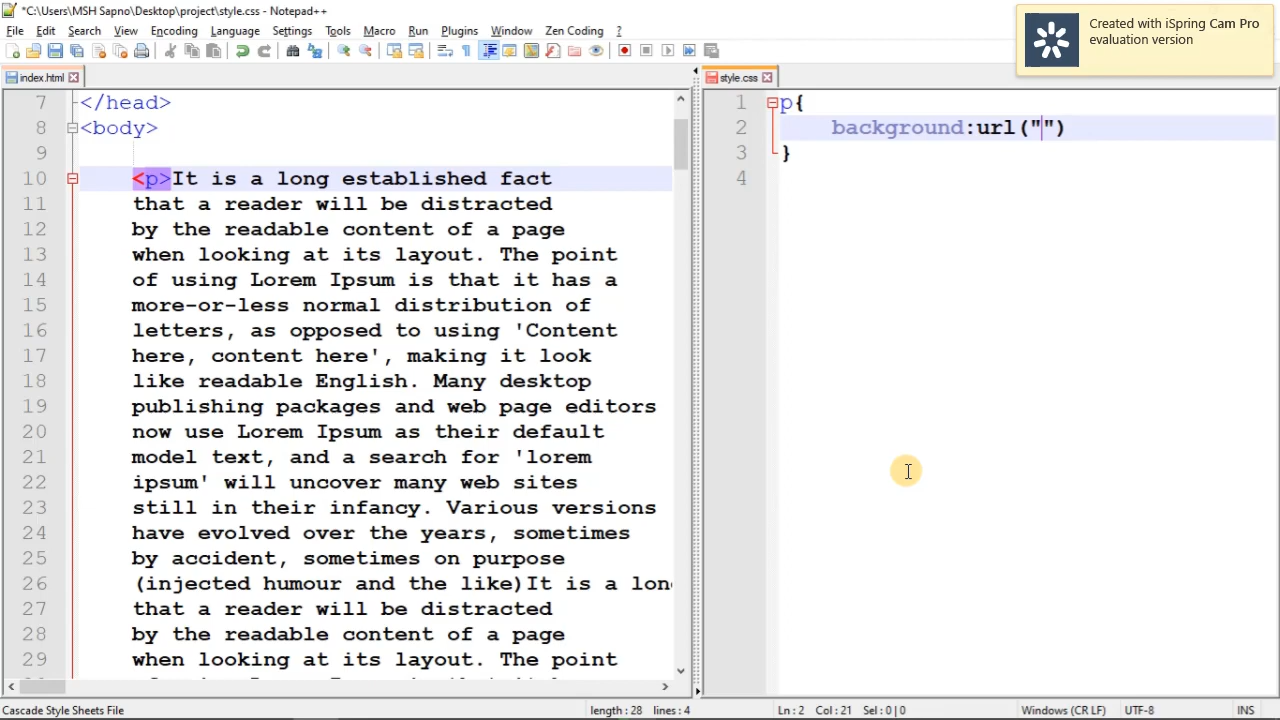 *C:\Users\MSH Sapno\Desktop\project\style.css - Notepad++
File Edit Search View Encoding Language Settings Tools Macro Run Plugins Window Zen Coding ?
Created with iSpring Cam Pro
evaluation version
index.html
7 </head>
8 <body>
9
10 <p>It is a long established fact
11 that a reader will be distracted
12 by the readable content of a page
13 when looking at its layout. The point
14 of using Lorem Ipsum is that it has a
15 more-or-less normal distribution of
16 letters, as opposed to using 'Content
17 here, content here', making it look
18 like readable English. Many desktop
19 publishing packages and web page editors
20 now use Lorem Ipsum as their default
21 model text, and a search for 'lorem
22 ipsum' will uncover many web sites
23 still in their infancy. Various versions
24 have evolved over the years, sometimes
25 by accident, sometimes on purpose
26 (injected humour and the like)It is a lon
27 that a reader will be distracted
28 by the readable content of a page
29 when looking at its layout. The point
style.css
1 p{
2 background:url("")
3 }
4
Cascade Style Sheets File length : 28 lines : 4 Ln : 2 Col : 21 Sel : 0 | 0 Windows (CR LF) UTF-8 INS